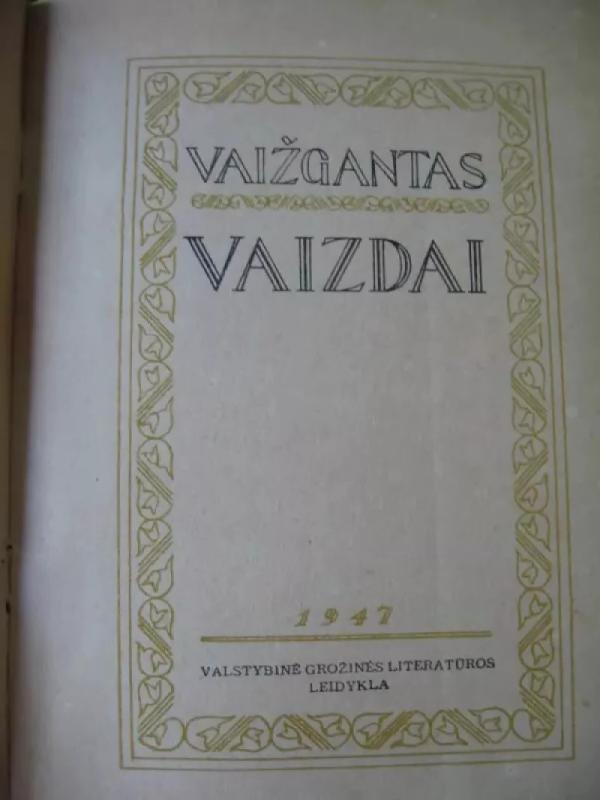 VAIŽGANTAS
VAIZDAI
1947
VALSTYBINĖ GROŽINĖS LITERATŪROS
LEIDYKLA